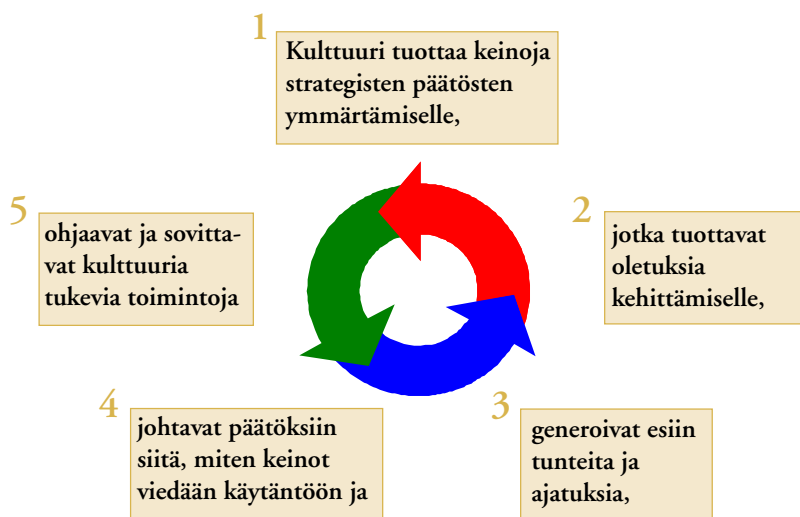 1
Kulttuuri tuottaa keinoja
strategisten päätösten
ymmärtämiselle,
2
jotka tuottavat
oletuksia
kehittämiselle,
3
generoivat esiin
tunteita ja
ajatuksia,
4
johtavat päätöksiin
siitä, miten keinot
viedään käytäntöön ja
5
ohjaavat ja sovitta-
vat kulttuuria
tukevia toimintoja